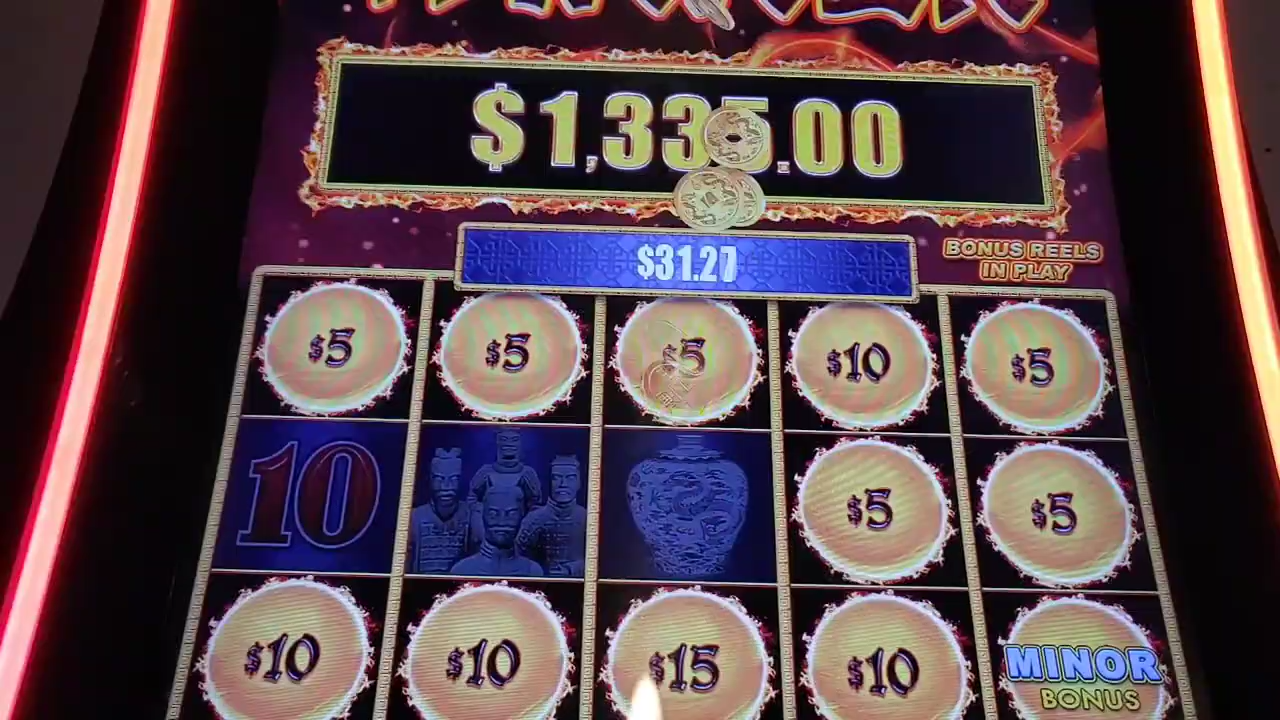 $1,335.00
$31.27
BONUS REELS
IN PLAY
$5 $5 $5 $10 $5
10 $5 $5
$10 $10 $15 $10 MINOR
BONUS